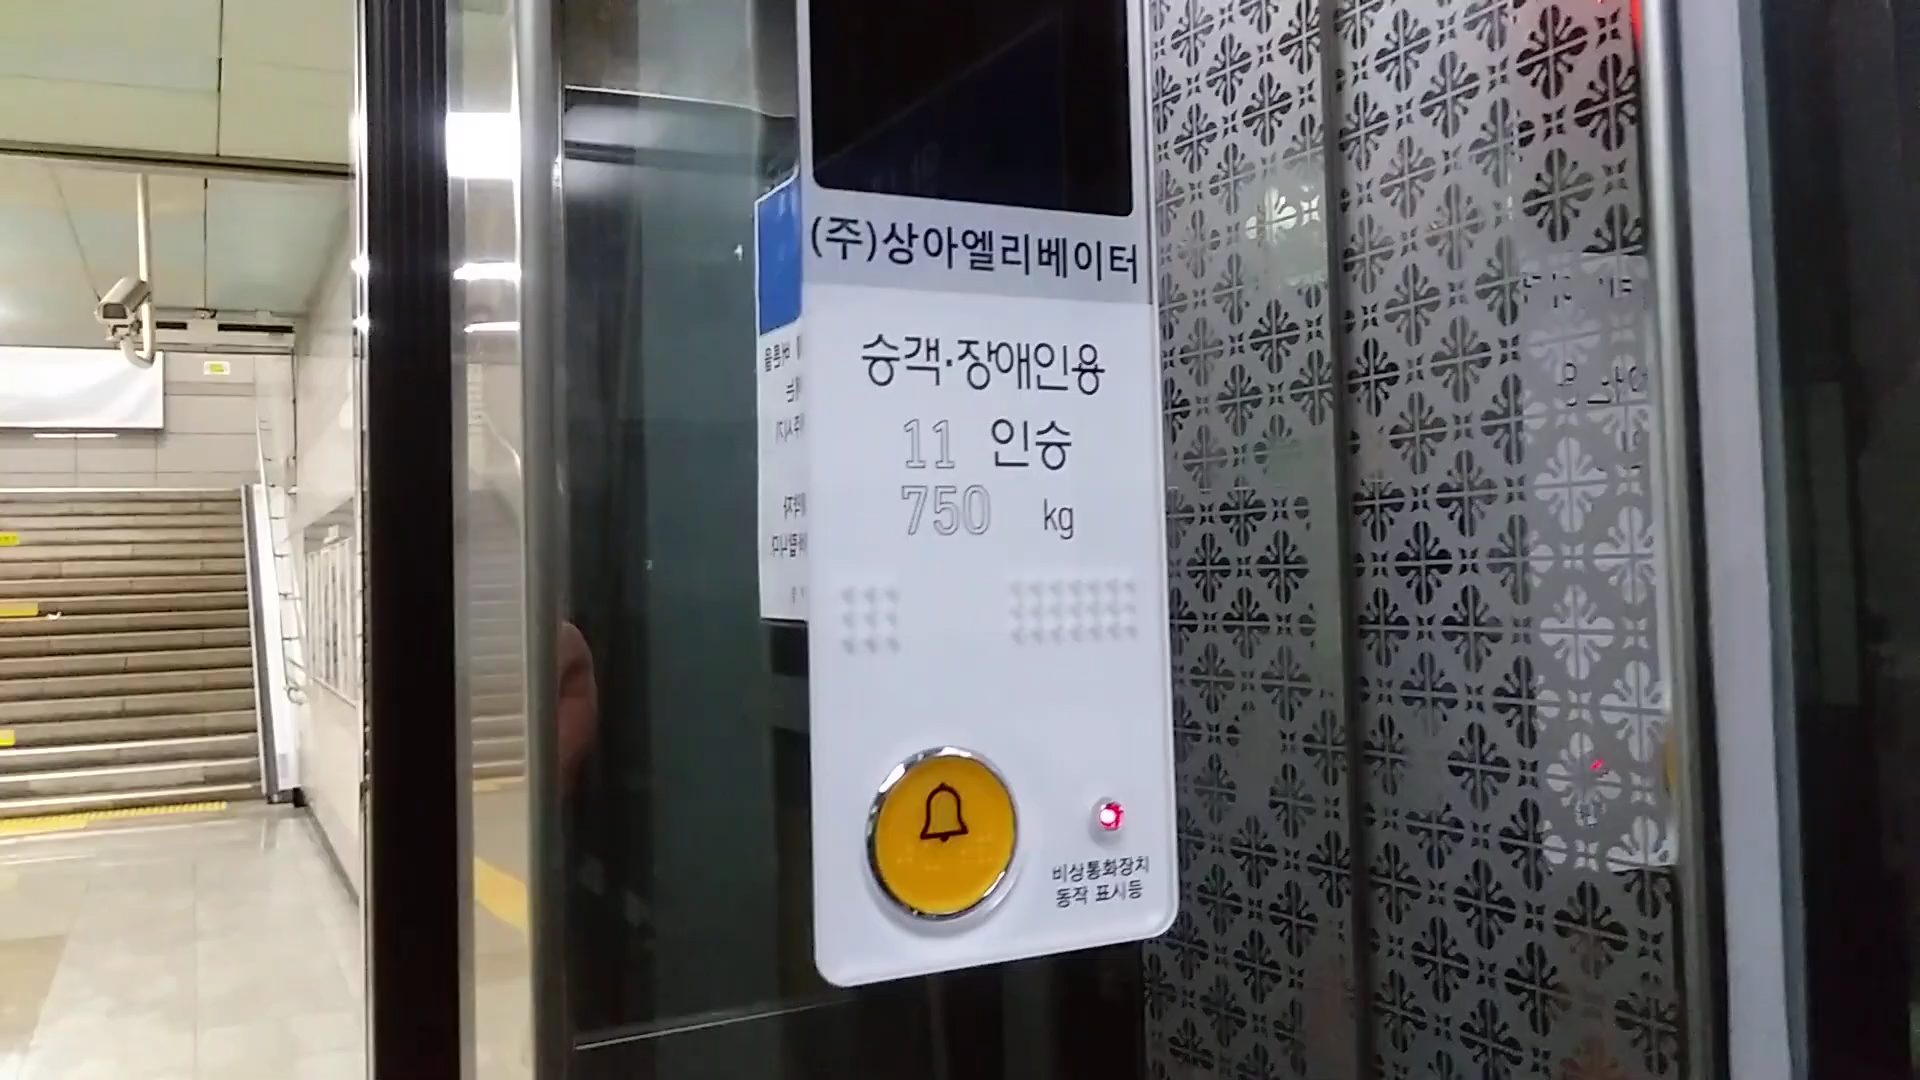 (주)상아엘리베이터
승객·장애인용
11 인승
750 kg
비상통화장치
동작 표시등